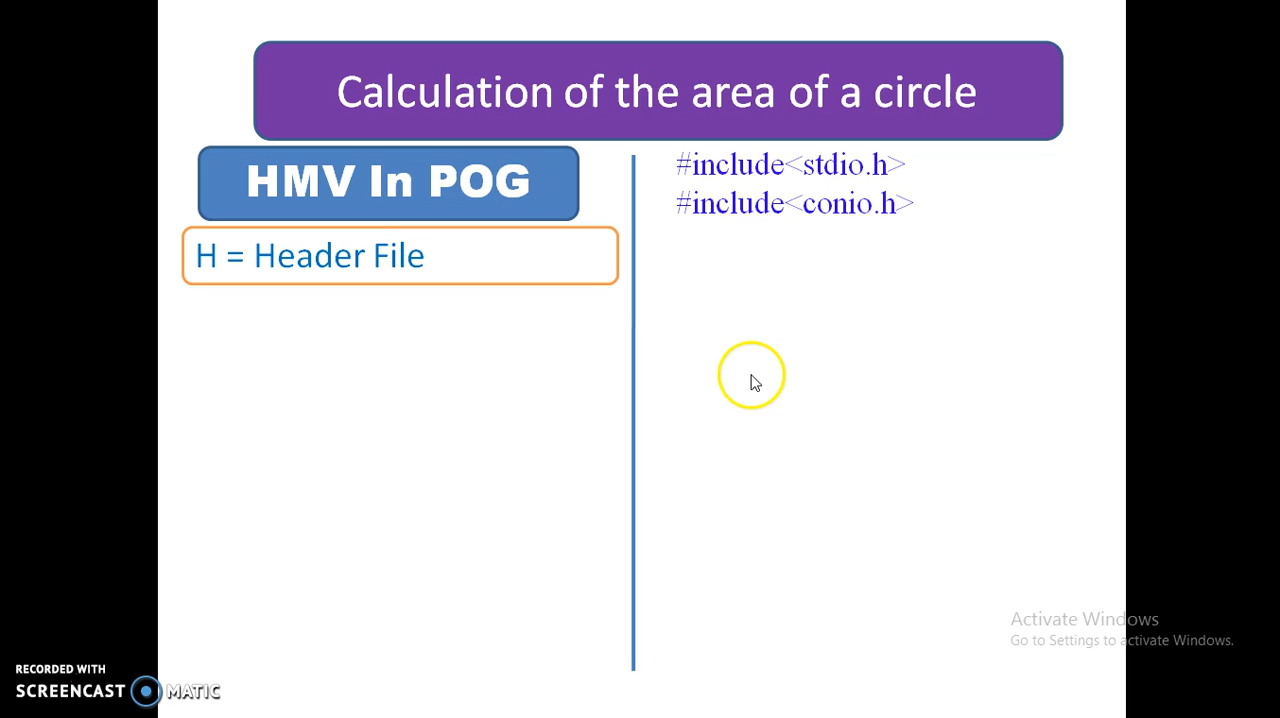 Calculation of the area of a circle
HMV In POG
H = Header File
#include<stdio.h>
#include<conio.h>
Activate Windows
Go to Settings to activate Windows.
RECORDED WITH
SCREENCAST MATIC